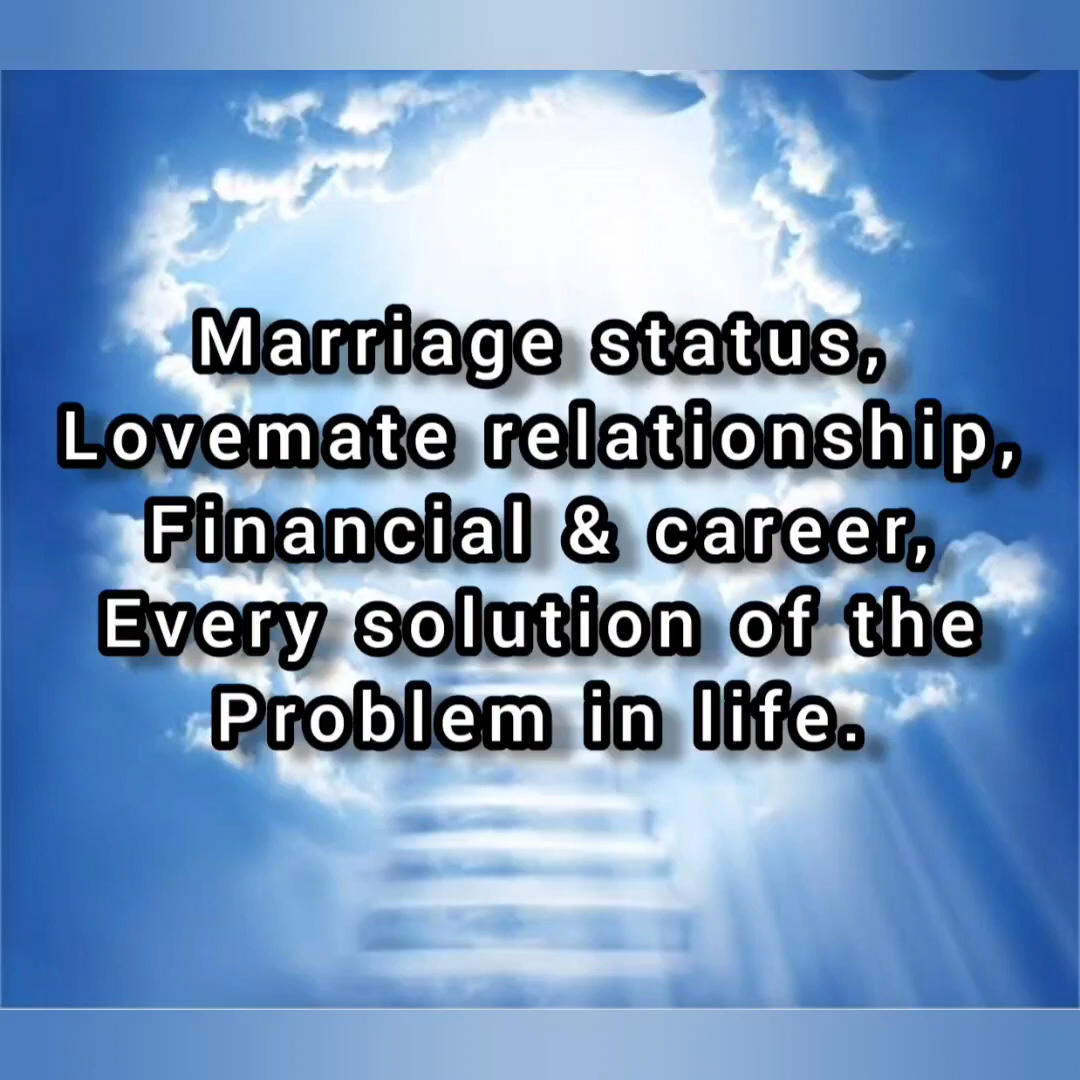 Marriage status,
Lovemate relationship,
Financial & career,
Every solution of the
Problem in life.